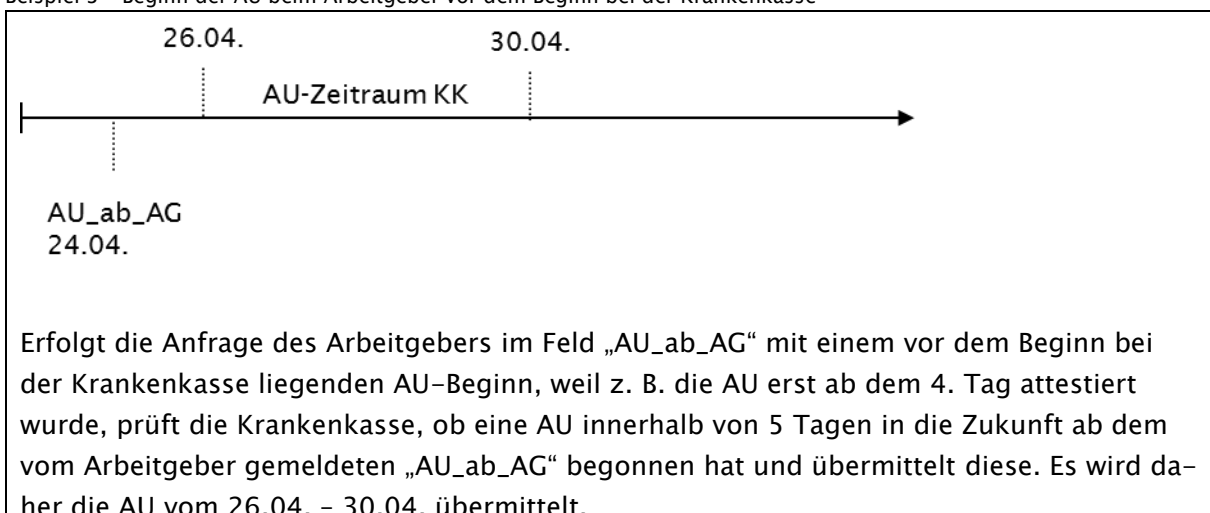 Beispiel 3 – Beginn der AU beim Arbeitgeber vor dem Beginn bei der Krankenkasse
26.04. 30.04.
AU-Zeitraum KK
AU_ab_AG
24.04.
Erfolgt die Anfrage des Arbeitgebers im Feld „AU_ab_AG“ mit einem vor dem Beginn bei
der Krankenkasse liegenden AU-Beginn, weil z. B. die AU erst ab dem 4. Tag attestiert
wurde, prüft die Krankenkasse, ob eine AU innerhalb von 5 Tagen in die Zukunft ab dem
vom Arbeitgeber gemeldeten „AU_ab_AG“ begonnen hat und übermittelt diese. Es wird da-
her die AU vom 26.04. – 30.04. übermittelt.